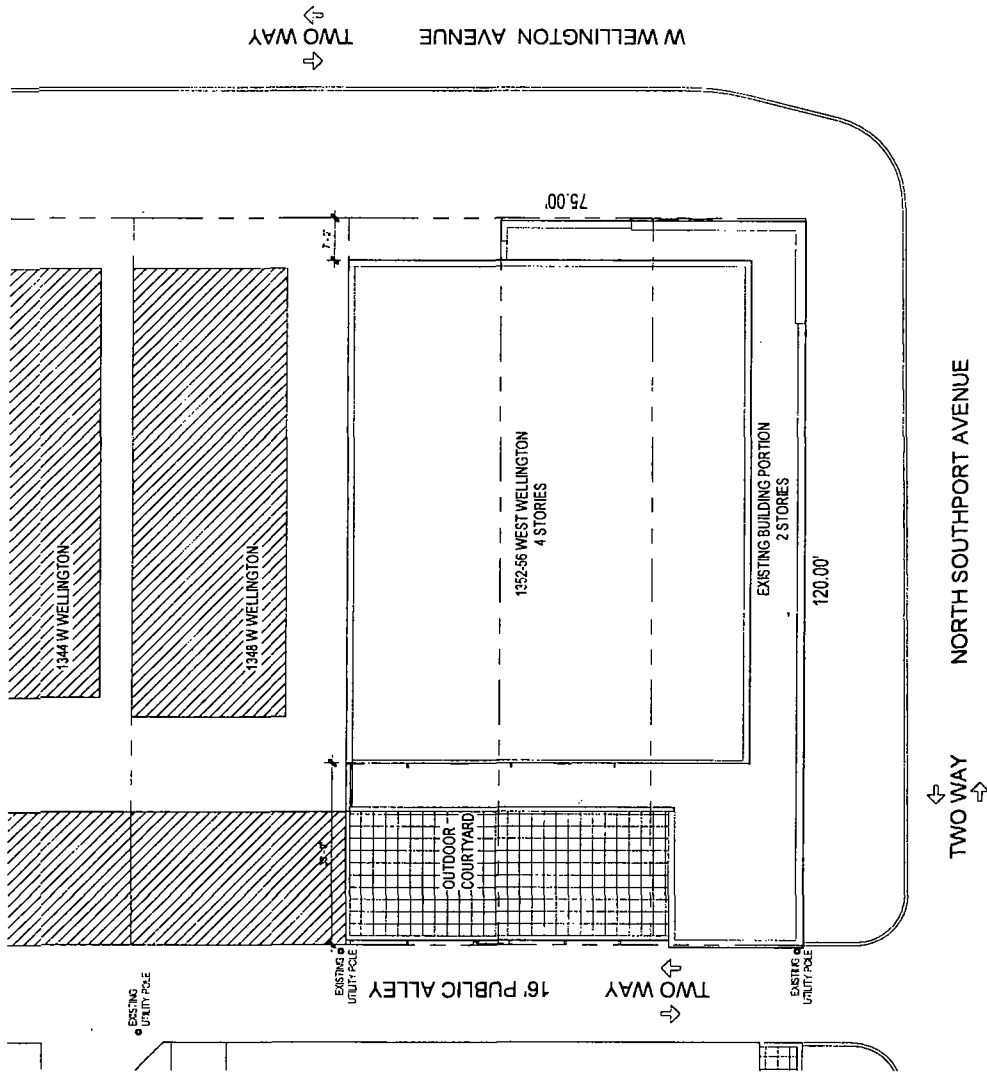 W WELLINGTON AVENUE
TWO WAY
75.00'
1344 W WELLINGTON
1348 W WELLINGTON
1352-56 WEST WELLINGTON
4 STORIES
EXISTING BUILDING PORTION
2 STORIES
120.00'
NORTH SOUTHPORT AVENUE
TWO WAY
OUTDOOR
COURTYARD
EXISTING
UTILITY POLE
EXISTING
UTILITY POLE
16' PUBLIC ALLEY
TWO WAY
EXISTING
UTILITY POLE